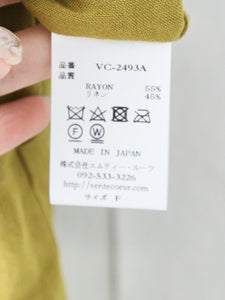 品番 VC-2493A
品質
RAYON 55%
リネン 45%
F W
MADE IN JAPAN
株式会社エムティー・ルーツ
092-533-3226
http://ventecoeur.com
サイズ F